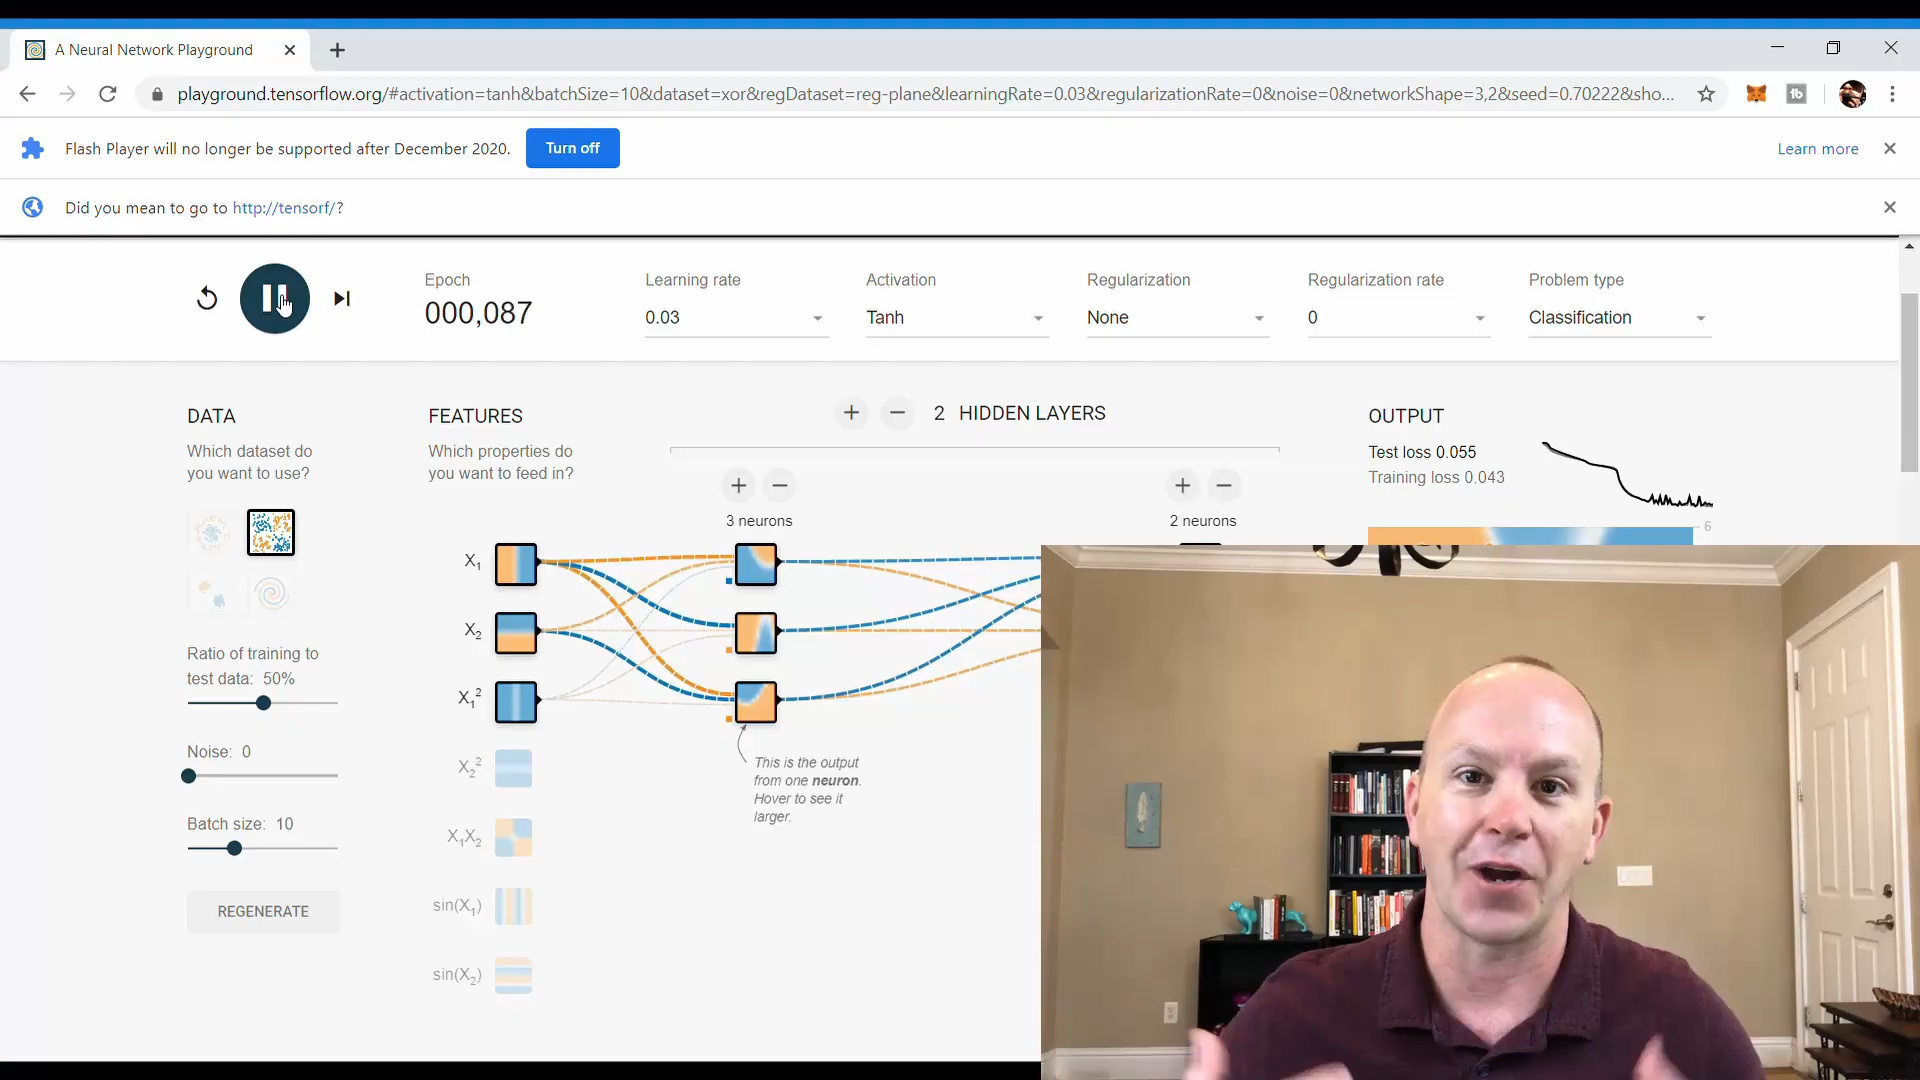 A Neural Network Playground
playground.tensorflow.org/#activation=tanh&batchSize=10&dataset=xor&regDataset=reg-plane&learningRate=0.03&regularizationRate=0&noise=0&networkShape=3,2&seed=0.70222&sho...
Flash Player will no longer be supported after December 2020.
Turn off
Learn more
Did you mean to go to http://tensorf/?
Epoch
000,087
Learning rate
0.03
Activation
Tanh
Regularization
None
Regularization rate
0
Problem type
Classification
DATA
Which dataset do
you want to use?
Ratio of training to
test data: 50%
Noise: 0
Batch size: 10
REGENERATE
FEATURES
Which properties do
you want to feed in?
X₁
X₂
X₁²
X₂²
X₁X₂
sin(X₁)
sin(X₂)
2 HIDDEN LAYERS
3 neurons
2 neurons
This is the output
from one neuron.
Hover to see it
larger.
OUTPUT
Test loss 0.055
Training loss 0.043
6